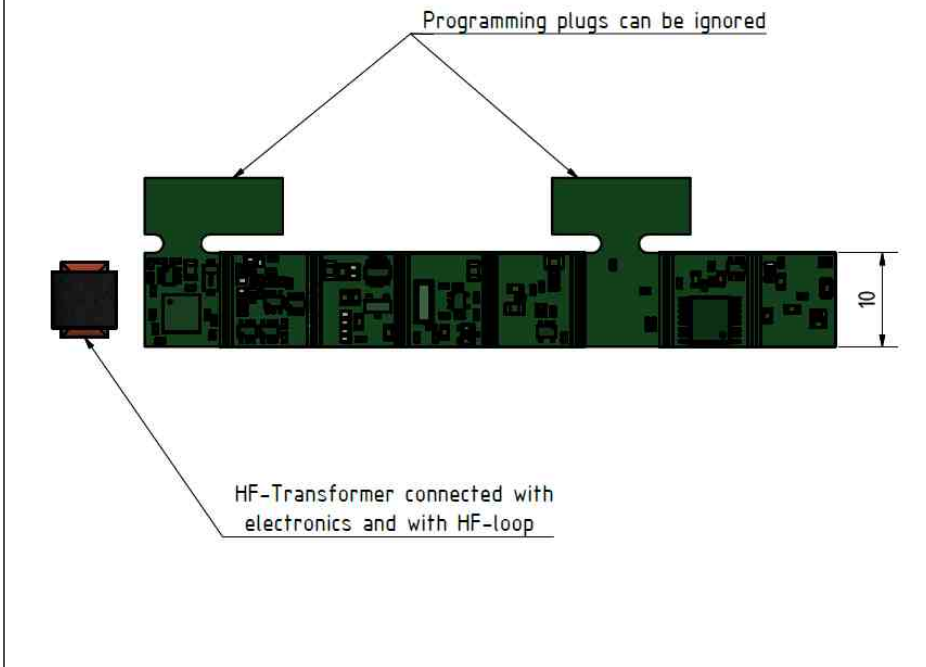 Programming plugs can be ignored
10
HF-Transformer connected with
electronics and with HF-loop